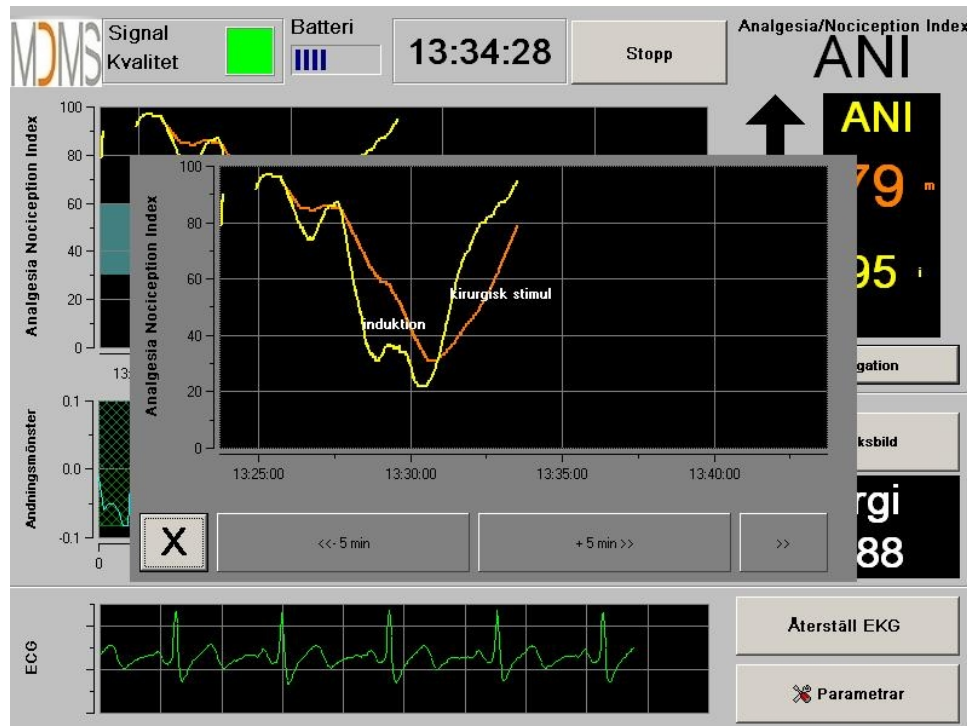 MDMS
Signal
Kvalitet
Batteri
13:34:28
Stopp
Analgesia/Nociception Index
ANI
ANI
79 m
95 i
Analgesia Nociception Index
100
80
60
40
20
0
13:
Analgesia Nociception Index
100
80
60
40
20
0
induktion
kirurgisk stimul
13:25:00
13:30:00
13:35:00
13:40:00
X
<<- 5 min
+ 5 min >>
>>
gation
ksbild
rgi
88
Andningsmönster
0.1
0.0
-0.1
0
ECG
Återställ EKG
Parametrar